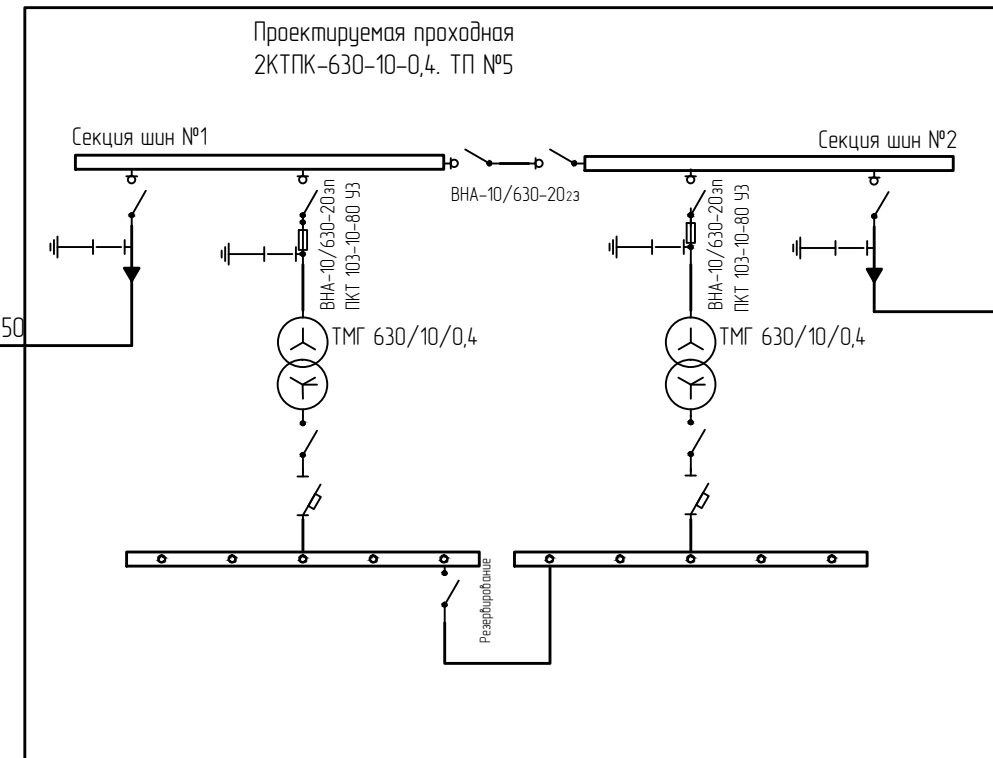 Проектируемая проходная
2КТПК-630-10-0,4. ТП №5
Секция шин №1
Секция шин №2
ВНА-10/630-20з3
ВНА-10/630-20зп
ПКТ 103-10-80 У3
ВНА-10/630-20зп
ПКТ 103-10-80 У3
50
ТМГ 630/10/0,4
ТМГ 630/10/0,4
Резервирование